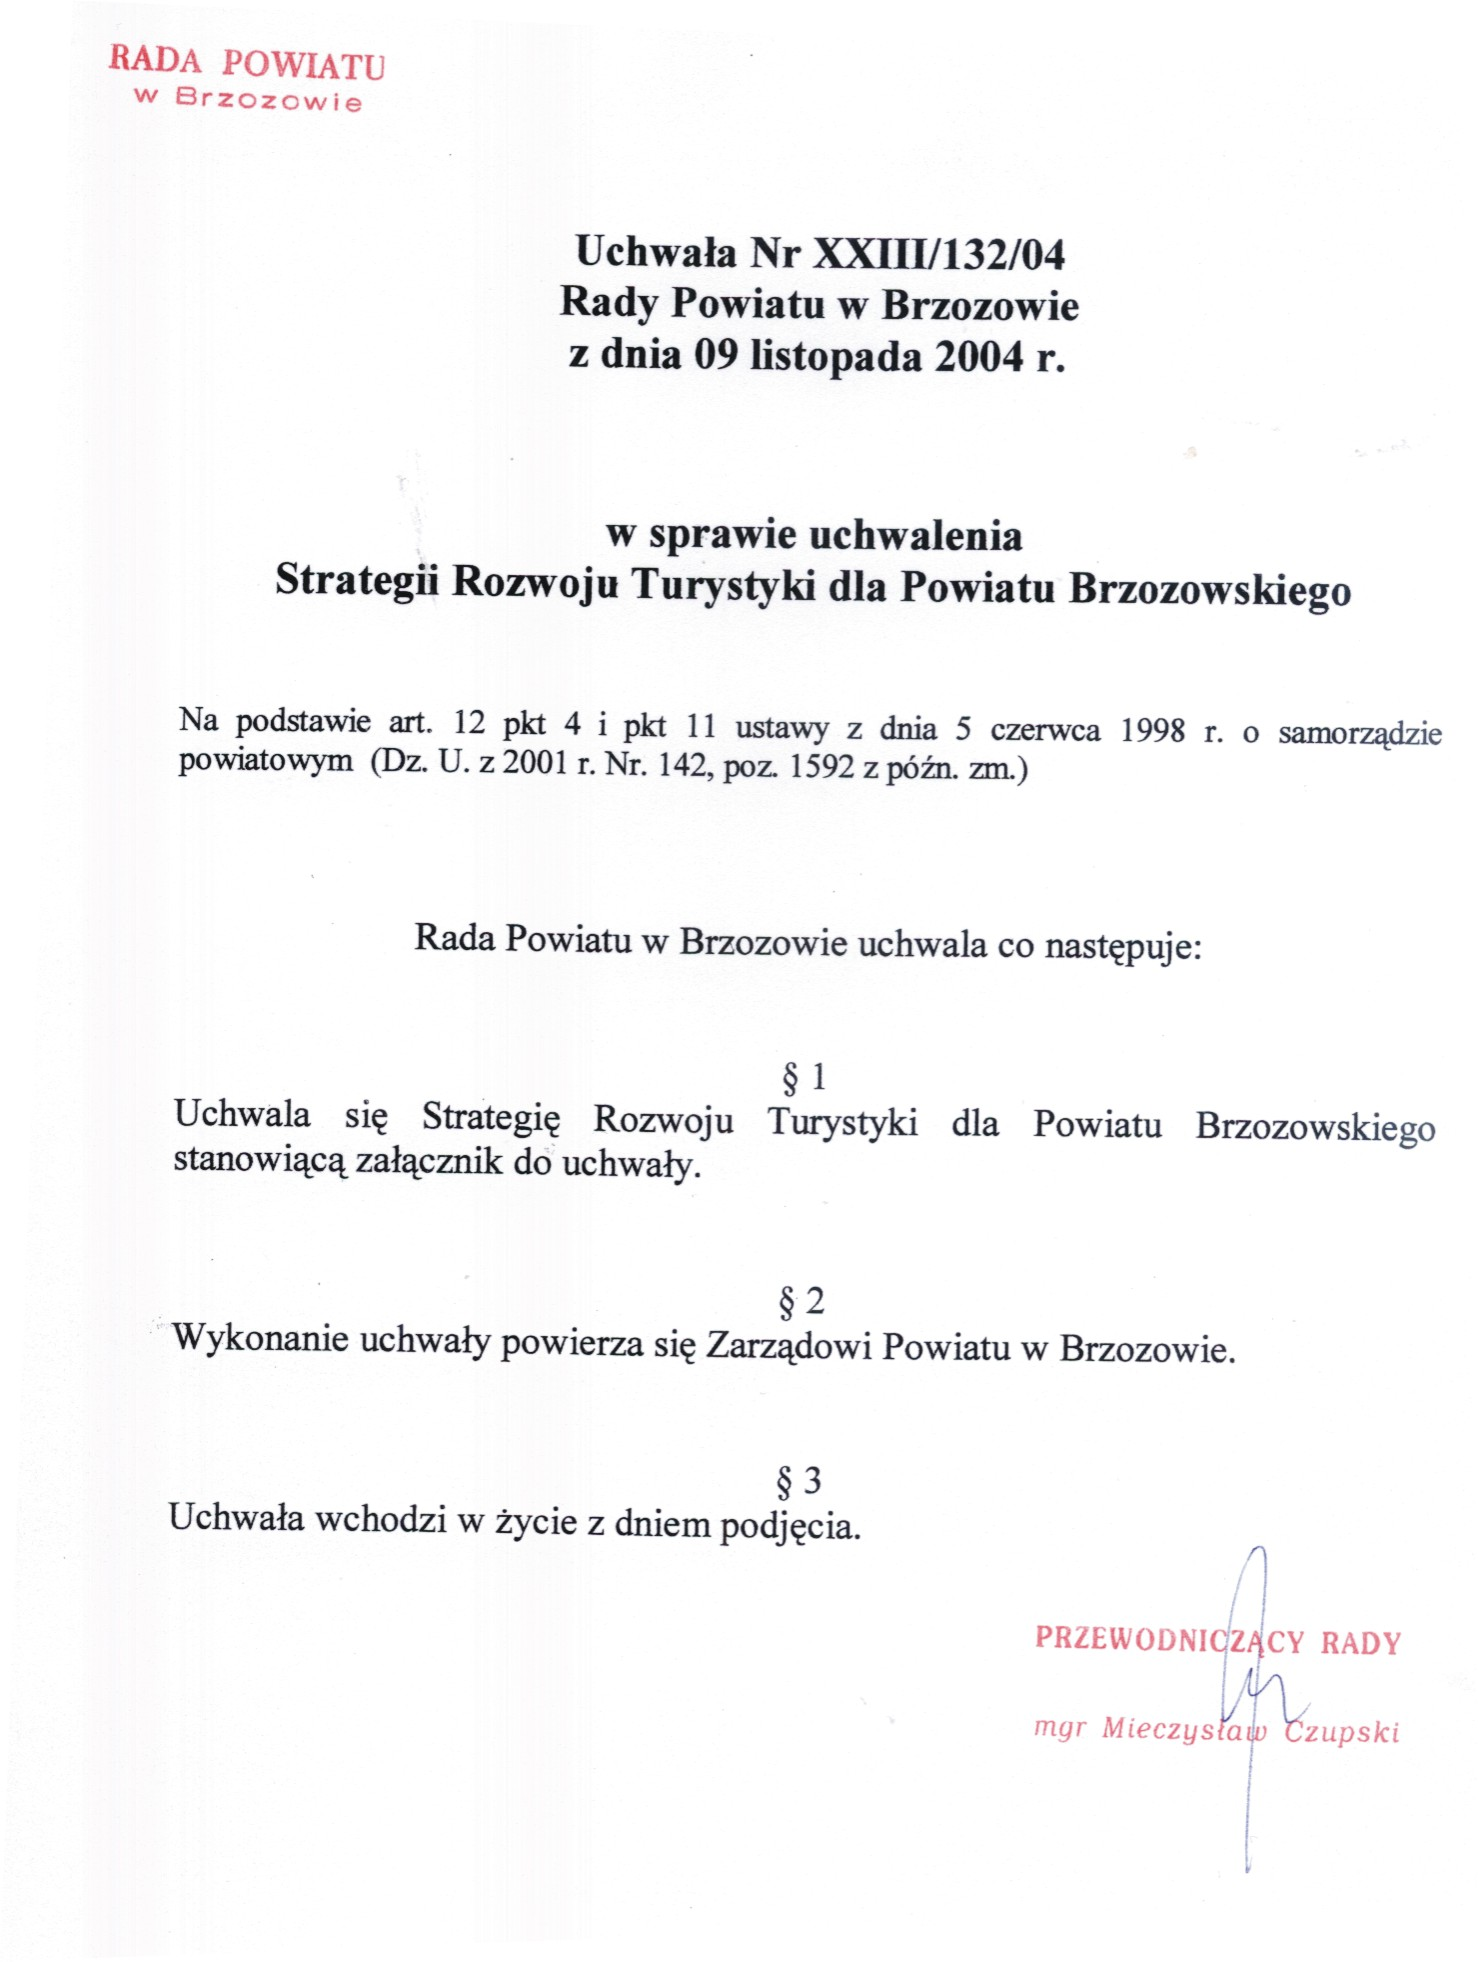 RADA POWIATU
w Brzozowie
Uchwała Nr XXIII/132/04
Rady Powiatu w Brzozowie
z dnia 09 listopada 2004 r.
w sprawie uchwalenia
Strategii Rozwoju Turystyki dla Powiatu Brzozowskiego
Na podstawie art. 12 pkt 4 i pkt 11 ustawy z dnia 5 czerwca 1998 r. o samorządzie
powiatowym (Dz. U. z 2001 r. Nr. 142, poz. 1592 z późn. zm.)
Rada Powiatu w Brzozowie uchwala co następuje:
§ 1
Uchwala się Strategię Rozwoju Turystyki dla Powiatu Brzozowskiego
stanowiącą załącznik do uchwały.
§ 2
Wykonanie uchwały powierza się Zarządowi Powiatu w Brzozowie.
§ 3
Uchwała wchodzi w życie z dniem podjęcia.
PRZEWODNICZĄCY RADY
mgr Mieczysław Czupski